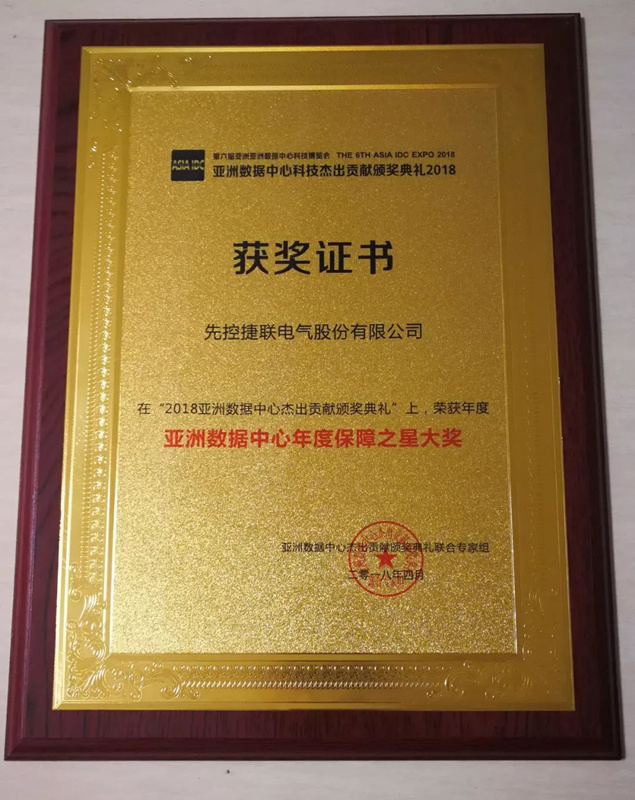 ASIA IDC
第六届亚洲亚洲数据中心科技博览会 THE 6TH ASIA IDC EXPO 2018
亚洲数据中心科技杰出贡献颁奖典礼2018
获奖证书
先控捷联电气股份有限公司
在“2018亚洲数据中心杰出贡献颁奖典礼”上，荣获年度
亚洲数据中心年度保障之星大奖
亚洲数据中心杰出贡献颁奖典礼联合专家组
二零一八年四月